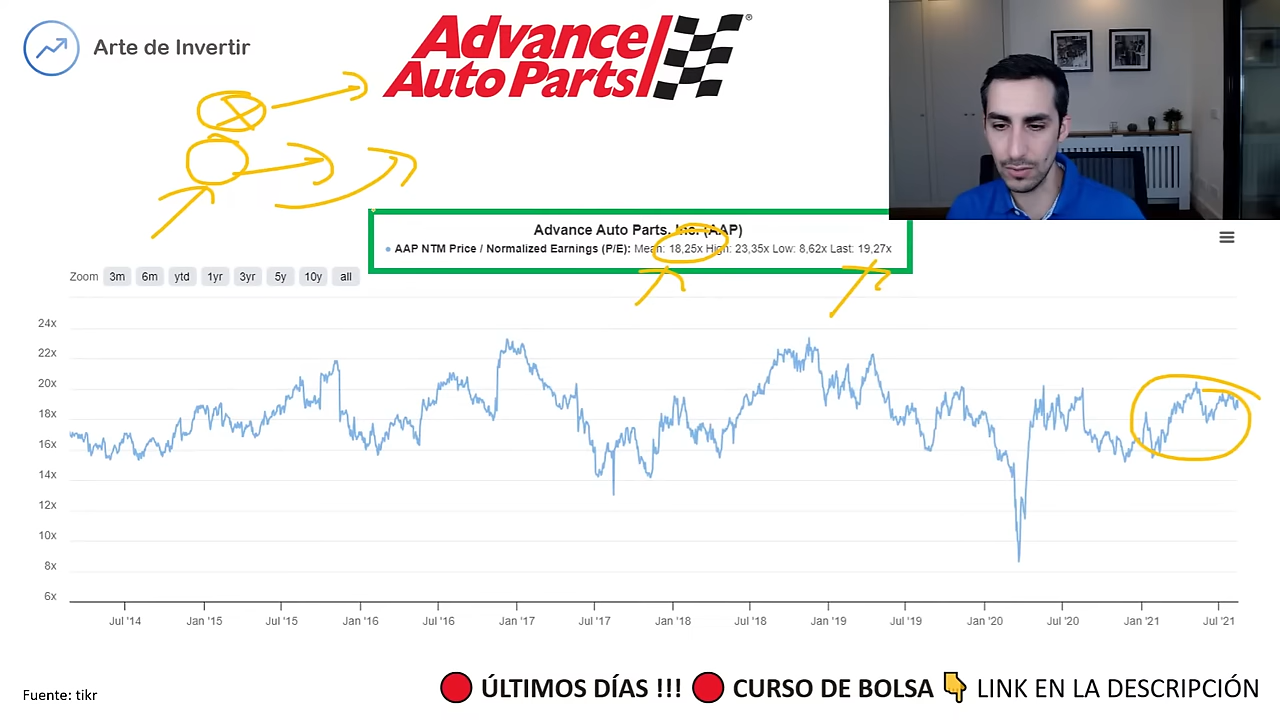 Arte de Invertir
Advance
Auto Parts
®
Advance Auto Parts, Inc. (AAP)
AAP NTM Price / Normalized Earnings (P/E): Mean: 18,25x High: 23,35x Low: 8,62x Last: 19,27x
Zoom 3m 6m ytd 1yr 3yr 5y 10y all
24x
22x
20x
18x
16x
14x
12x
10x
8x
6x
Jul '14 Jan '15 Jul '15 Jan '16 Jul '16 Jan '17 Jul '17 Jan '18 Jul '18 Jan '19 Jul '19 Jan '20 Jul '20 Jan '21 Jul '21
ÚLTIMOS DÍAS !!! CURSO DE BOLSA LINK EN LA DESCRIPCIÓN
Fuente: tikr